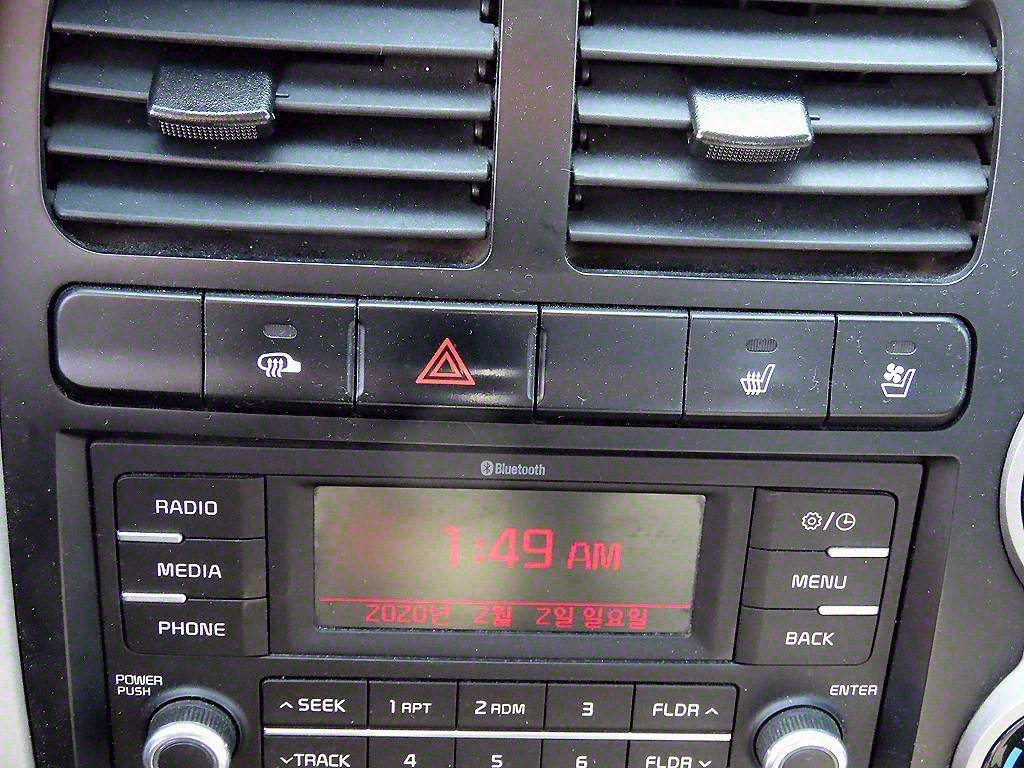 Bluetooth
RADIO
MEDIA
PHONE
1:49 AM
2020년 2월 2일 일요일
MENU
BACK
POWER
PUSH
ENTER
SEEK 1 RPT 2 RDM 3 FLDR
TRACK 4 5 6 FLDR